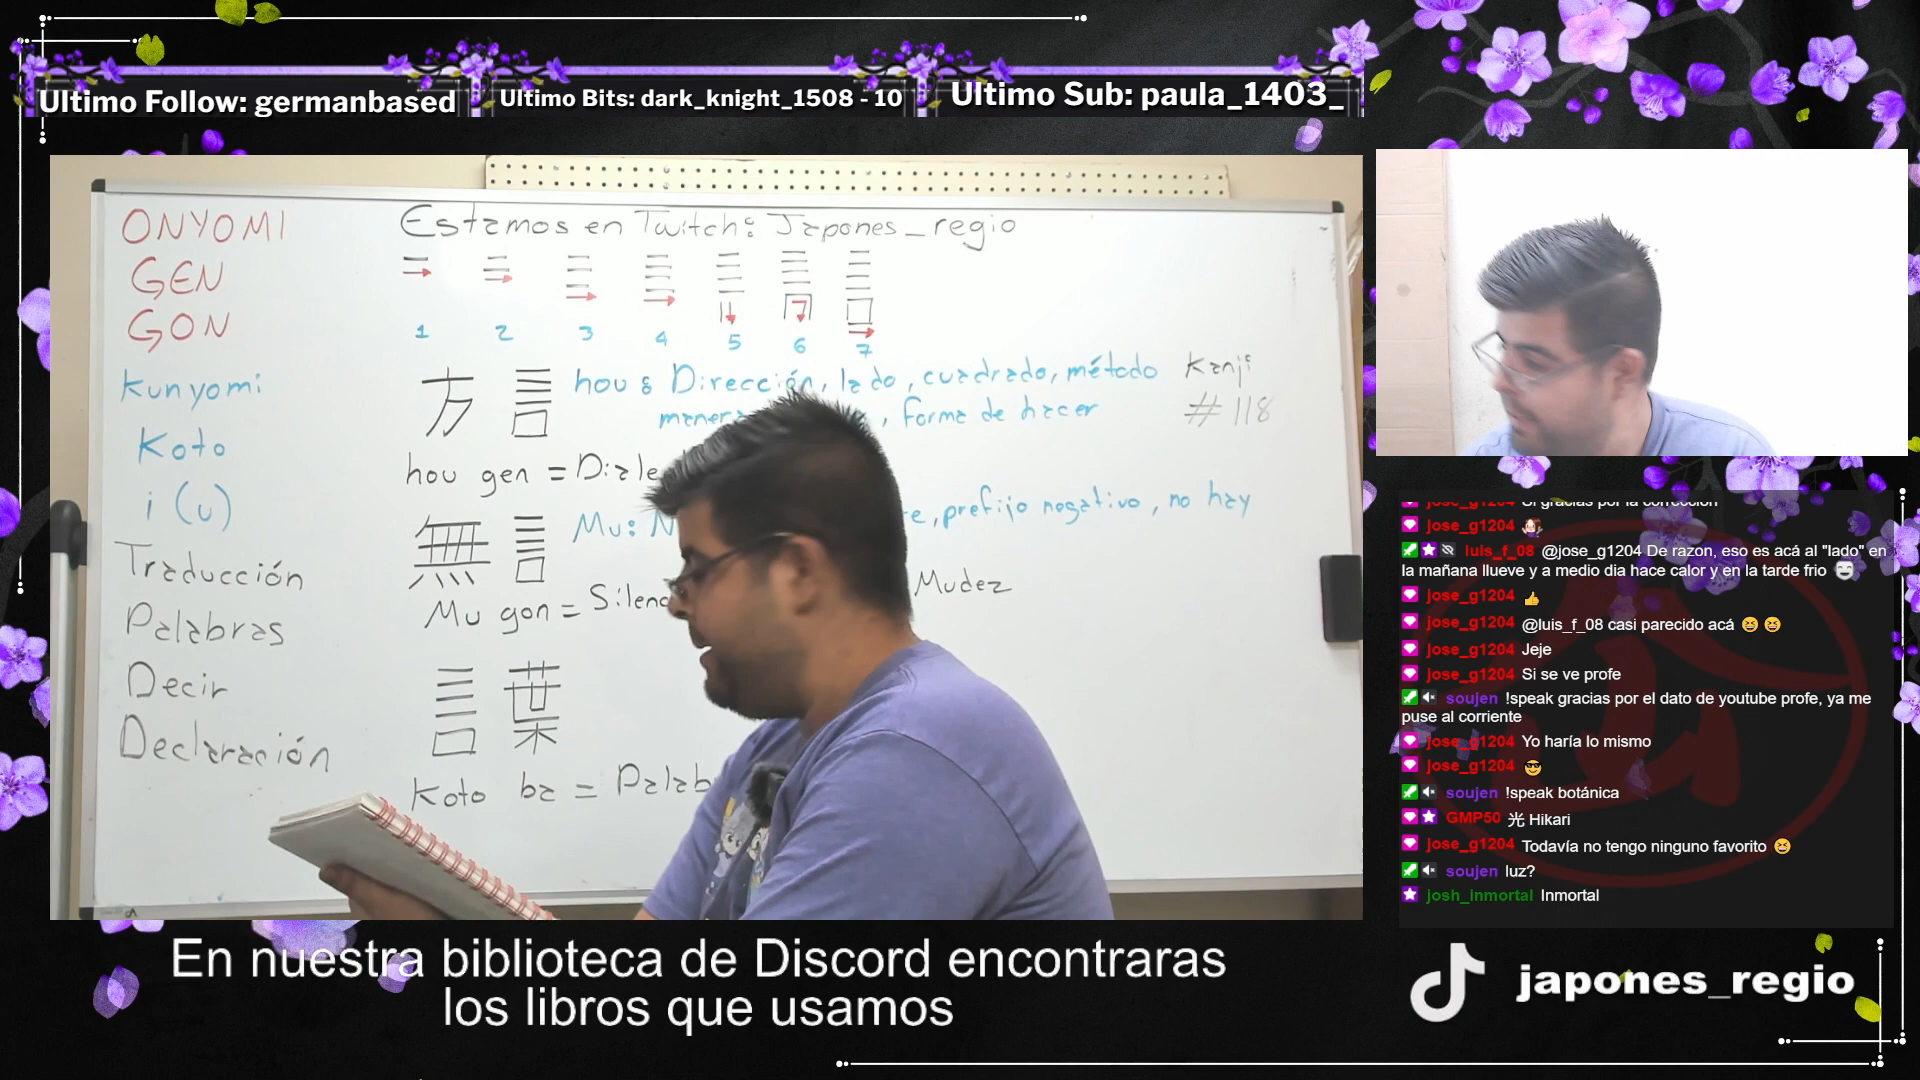 Ultimo Follow: germanbased
Ultimo Bits: dark_knight_1508 - 10
Ultimo Sub: paula_1403_
ONYOMI
GEN
GON
Kunyomi
Koto
i (u)
Traducción
Palabras
Decir
Declaración
Estamos en Twitch: Japones_regio
1 2 3 4 5 6 7
方言 hou: Dirección, lado, cuadrado, método
, forma de hacer
Kanji
#118
hou gen =
無言 Mu:
, prefijo negativo, no hay
Mu gon =
Mudez
言葉
Koto ba =
jose_g1204 Si gracias por la corrección
jose_g1204
luis_f_08 @jose_g1204 De razon, eso es acá al "lado" en
la mañana llueve y a medio dia hace calor y en la tarde frio
jose_g1204 👍
jose_g1204 @luis_f_08 casi parecido acá 😆 😆
jose_g1204 Jeje
jose_g1204 Si se ve profe
soujen !speak gracias por el dato de youtube profe, ya me
puse al corriente
jose_g1204 Yo haría lo mismo
jose_g1204 😎
soujen !speak botánica
GMP50 光 Hikari
jose_g1204 Todavía no tengo ninguno favorito 😆
soujen luz?
josh_inmortal Inmortal
En nuestra biblioteca de Discord encontraras
los libros que usamos
japones_regio